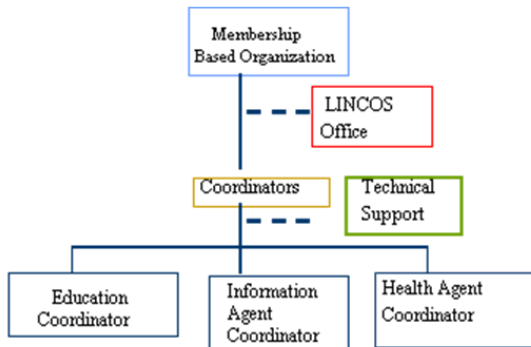 Membership
Based Organization
LINCOS
Office
Coordinators
Technical
Support
Education
Coordinator
Information
Agent
Coordinator
Health Agent
Coordinator